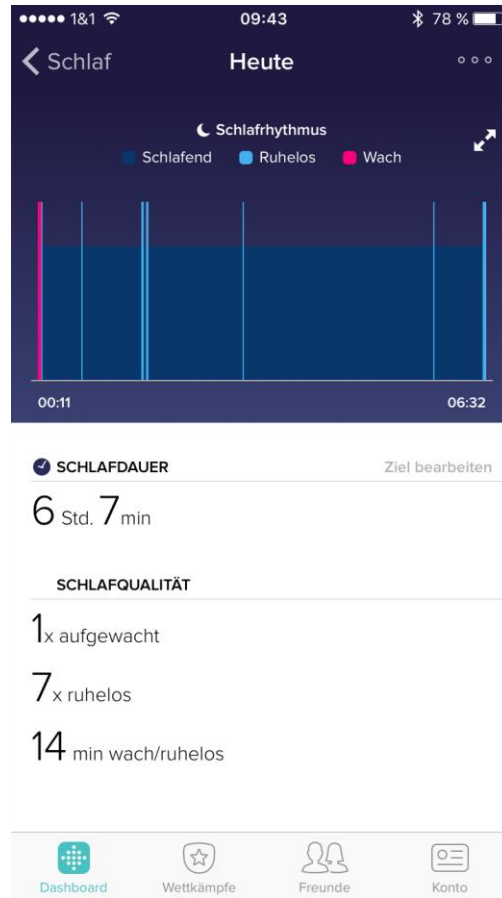 1&1 09:43 78 %
Schlaf Heute
Schlafrhythmus
Schlafend Ruhelos Wach
00:11 06:32
SCHLAFDAUER Ziel bearbeiten
6 Std. 7 min
SCHLAFQUALITÄT
1x aufgewacht
7x ruhelos
14 min wach/ruhelos
Dashboard Wettkämpfe Freunde Konto